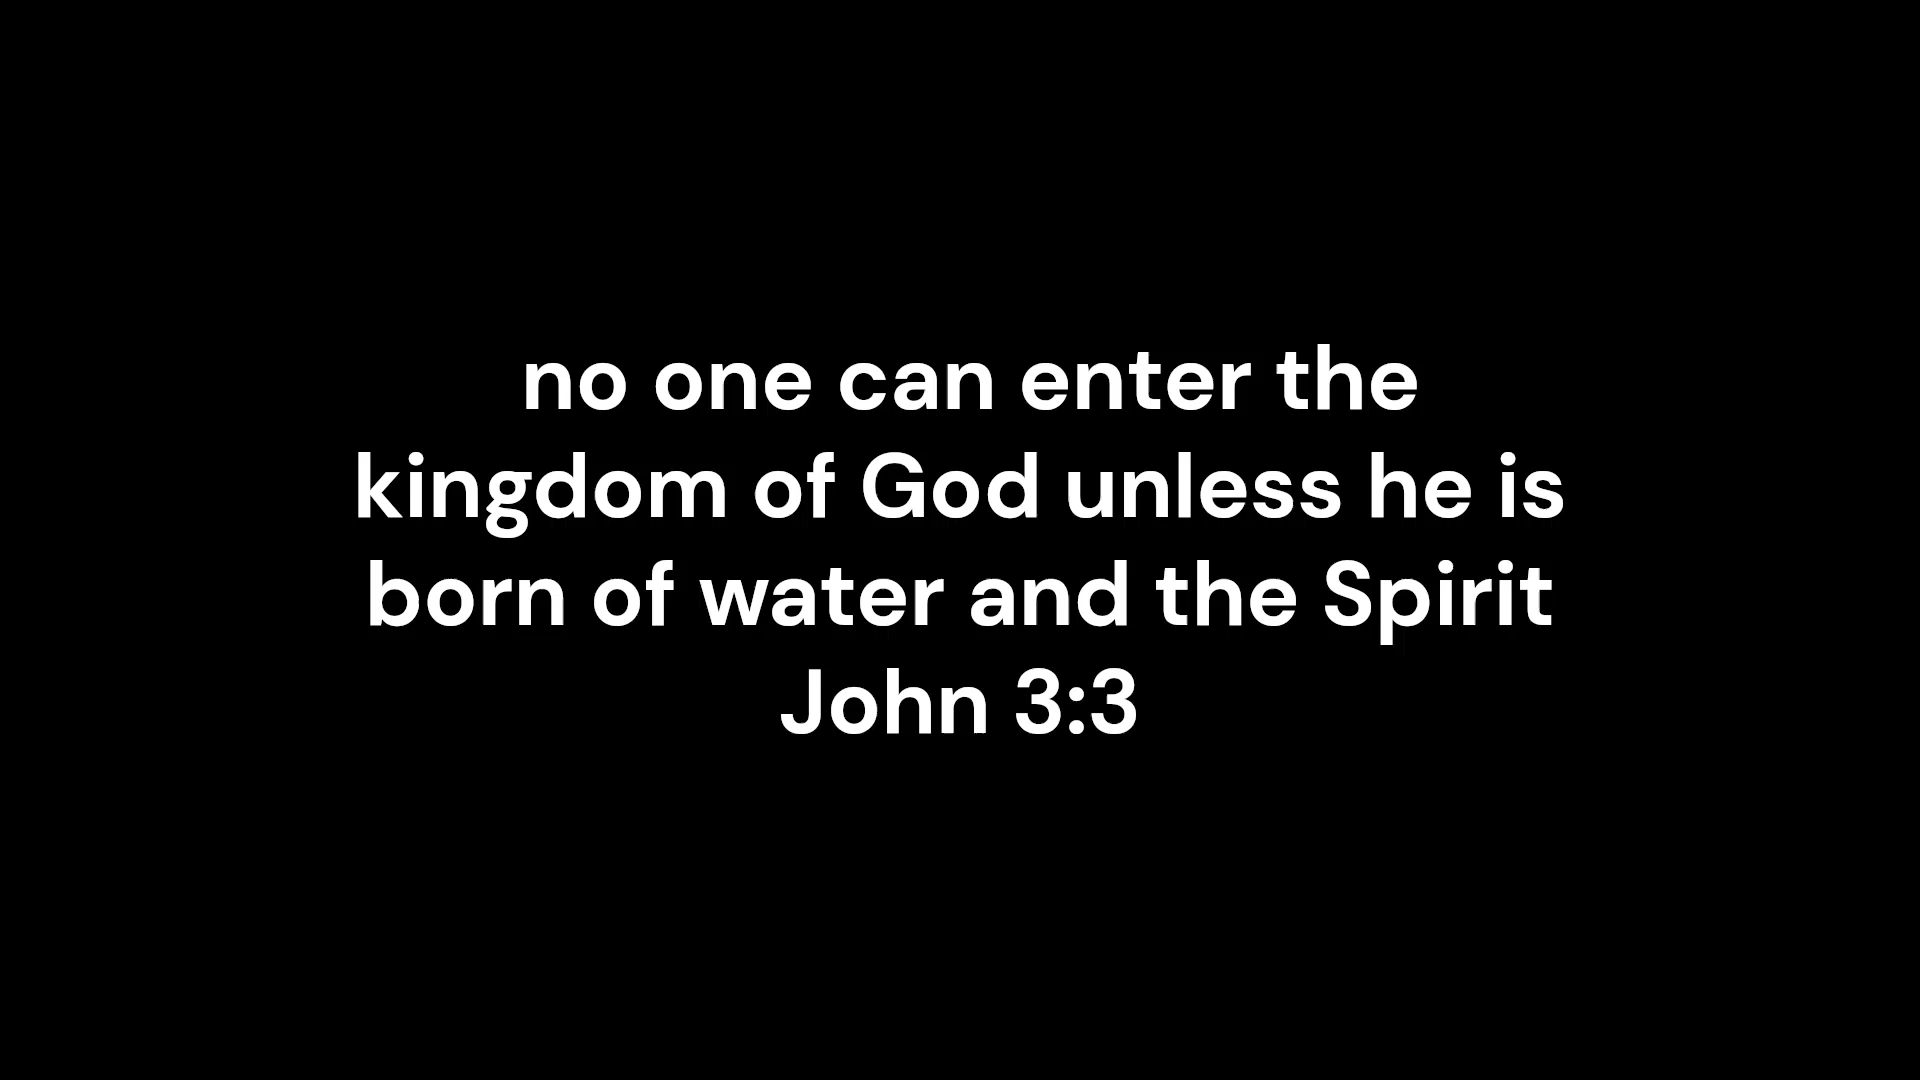 no one can enter the
kingdom of God unless he is
born of water and the Spirit
John 3:3